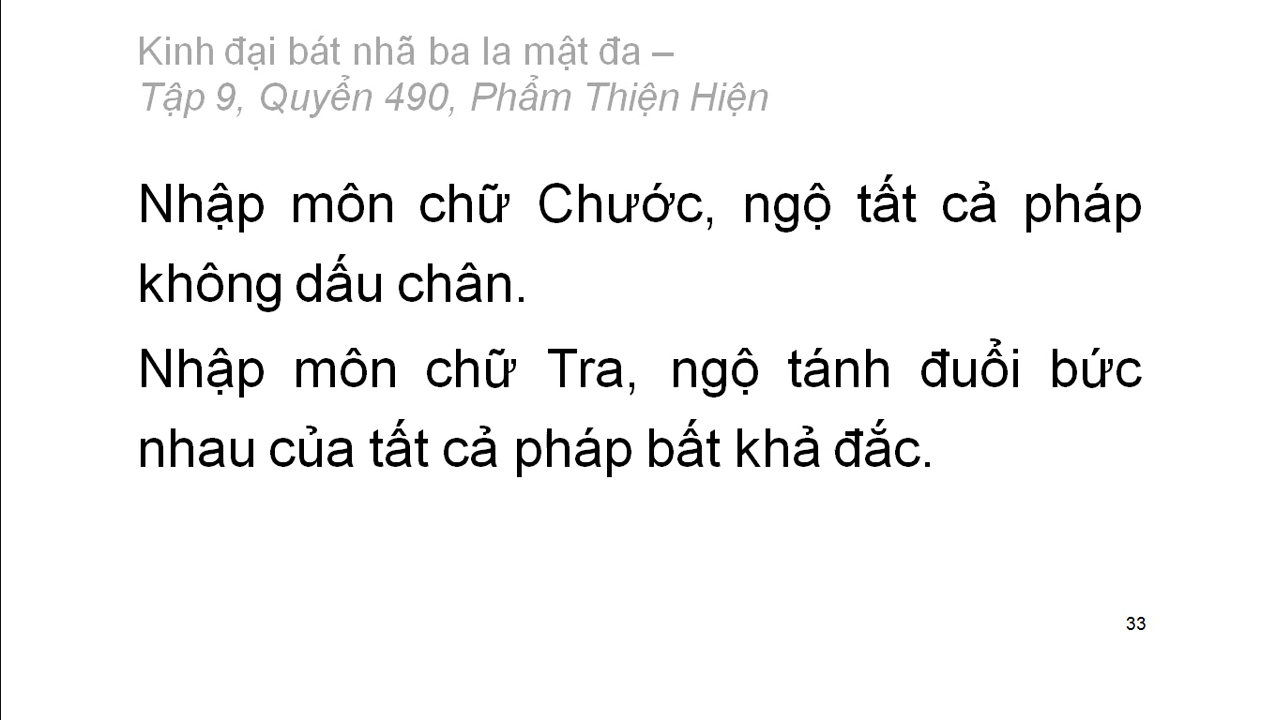 Kinh đại bát nhã ba la mật đa –
Tập 9, Quyển 490, Phẩm Thiện Hiện
Nhập môn chữ Chước, ngộ tất cả pháp
không dấu chân.
Nhập môn chữ Tra, ngộ tánh đuổi bức
nhau của tất cả pháp bất khả đắc.
33